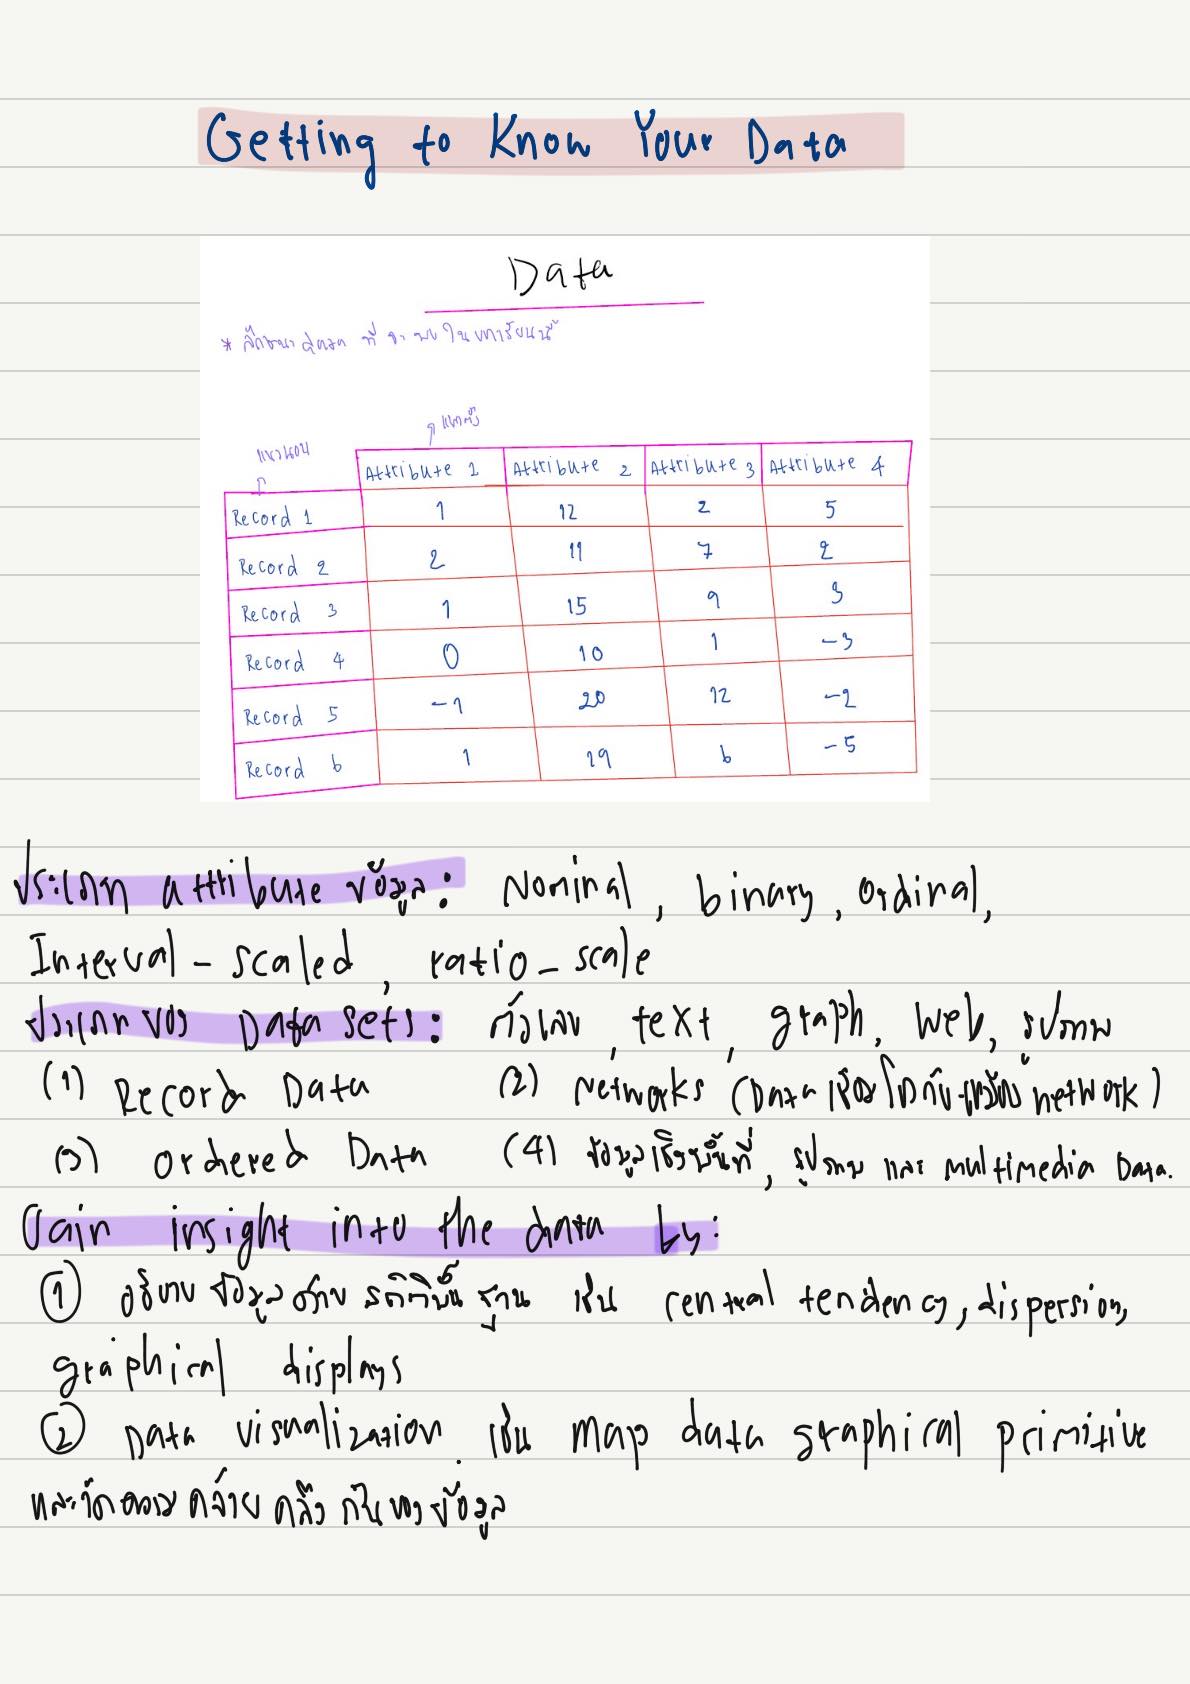 Getting to Know Your Data
Data
* ลักษณะ ที่ จะ พบ ใน บทเรียนนี้
แนวตั้ง
แนวนอน
Attribute 1 Attribute 2 Attribute 3 Attribute 4
Record 1 1 12 2 5
Record 2 2 11 7 2
Record 3 1 15 9 3
Record 4 0 10 1 -3
Record 5 -1 20 12 -2
Record 6 1 19 6 -5
ประเภท attribute ข้อมูล: Nominal, binary, ordinal,
Interval-scaled, ratio-scale
ประเภท ของ Data sets: ตัวเลข, text, graph, Web, รูปภาพ
(1) Record Data (2) Networks (Data เชื่อมโยงกัน network)
(3) Ordered Data (4) ข้อมูลเชิงพื้นที่, รูปภาพ และ multimedia Data.
Gain insight into the data by:
① อธิบาย ข้อมูล ด้วย สถิติพื้นฐาน เช่น central tendency, dispersion,
graphical displays
② Data visualization เช่น map data graphical primitive
และวัดความคล้ายคลึงกันของข้อมูล